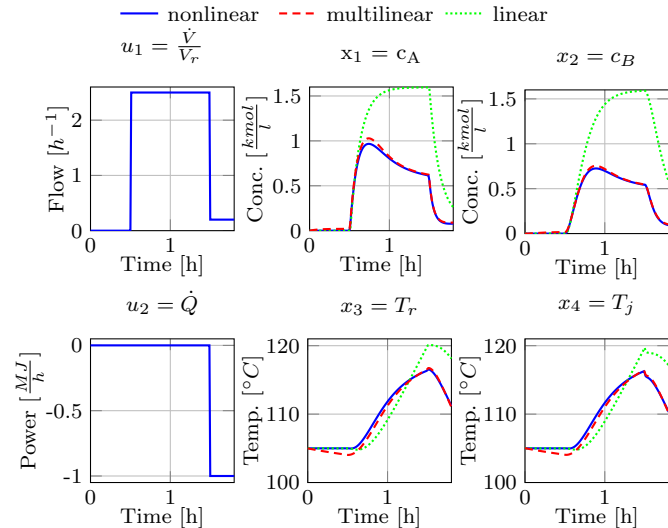 nonlinear multilinear linear
u₁ = V̇/Vᵣ x₁ = c_A x₂ = c_B
Flow [h⁻¹]
2
1
0
0 1
Time [h]
Conc. [kmol/l]
1.5
1
0.5
0
0 1
Time [h]
Conc. [kmol/l]
1.5
1
0.5
0
0 1
Time [h]
u₂ = Q̇ x₃ = Tᵣ x₄ = Tⱼ
Power [MJ/h]
0
-0.5
-1
0 1
Time [h]
Temp. [°C]
120
110
100
0 1
Time [h]
Temp. [°C]
120
110
100
0 1
Time [h]